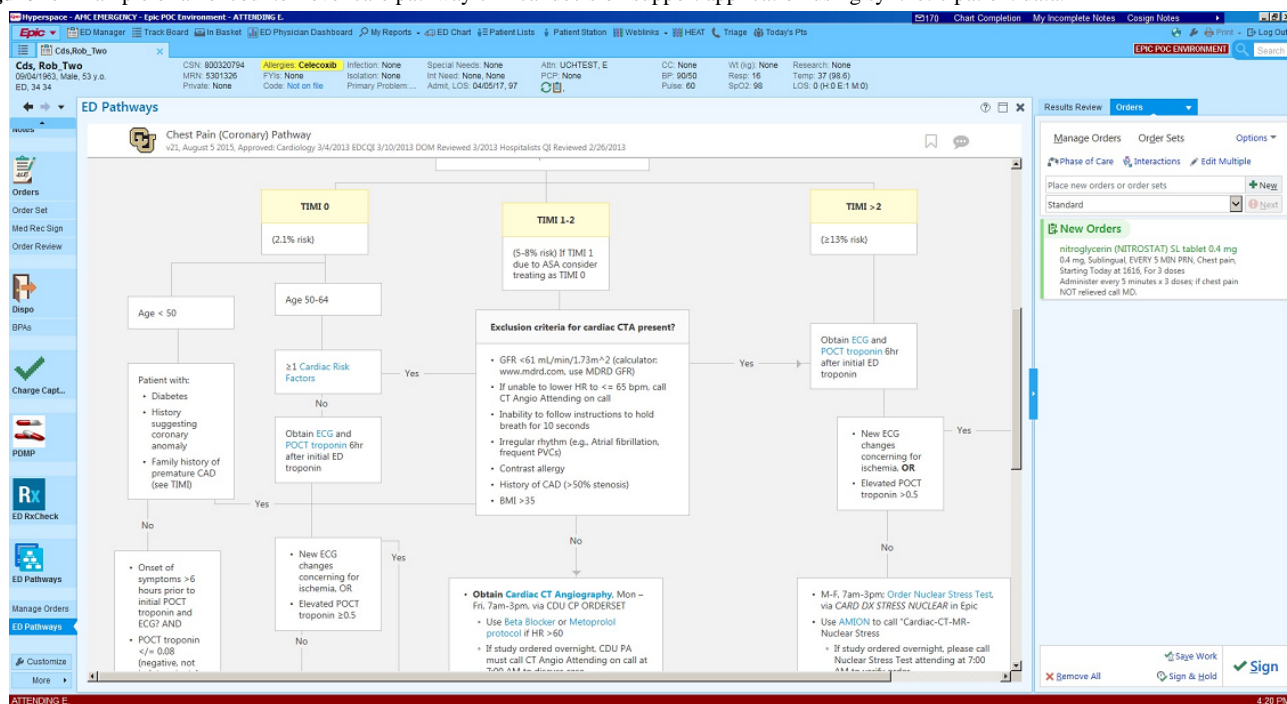 Hyperspace - AMC EMERGENCY - Epic POC Environment - ATTENDING E.
170 Chart Completion My Incomplete Notes Cosign Notes
Epic ED Manager Track Board In Basket ED Physician Dashboard My Reports ED Chart Patient Lists Patient Station Weblinks HEAT Triage Today's Pts Print Log Out
Cds,Rob_Two
EPIC POC ENVIRONMENT Search
Cds, Rob_Two
09/04/1963, Male, 53 y.o.
ED, 34 34
CSN: 800320794
MRN: 5301326
Private: None
Allergies: Celecoxib
FYIs: None
Code: Not on file
Infection: None
Isolation: None
Primary Problem:...
Special Needs: None
Int Need: None, None
Admit, LOS: 04/05/17, 97
Attn: UCHTEST, E
PCP: None
CC: None
BP: 90/50
Pulse: 60
Wt (kg): None
Resp: 16
SpO2: 98
Research: None
Temp: 37 (98.6)
LOS: 0 (H:0 E:1 M:0)
Notes
Orders
Order Set
Med Rec Sign
Order Review
Dispo
BPAs
Charge Capt...
PDMP
Rx
ED RxCheck
ED Pathways
Manage Orders
ED Pathways
Customize
More
ED Pathways
Chest Pain (Coronary) Pathway
v21, August 5 2015, Approved: Cardiology 3/4/2013 EDCQI 3/10/2013 DOM Reviewed 3/2013 Hospitalists QI Reviewed 2/26/2013
TIMI 0
(2.1% risk)
TIMI 1-2
(5-8% risk) If TIMI 1
due to ASA consider
treating as TIMI 0
TIMI >2
(≥13% risk)
Age < 50
Age 50-64
Patient with:
• Diabetes
• History
suggesting
coronary
anomaly
• Family history of
premature CAD
(see TIMI)
No
• Onset of
symptoms >6
hours prior to
initial POCT
troponin and
ECG? AND
• POCT troponin
</= 0.08
(negative, not
≥1 Cardiac Risk
Factors
Yes
No
Obtain ECG and
POCT troponin 6hr
after initial ED
troponin
Yes
• New ECG
changes
concerning for
ischemia, OR
• Elevated POCT
troponin ≥0.5
Yes
No
Exclusion criteria for cardiac CTA present?
• GFR <61 mL/min/1.73m^2 (calculator:
www.mdrd.com, use MDRD GFR)
• If unable to lower HR to <= 65 bpm, call
CT Angio Attending on call
• Inability to follow instructions to hold
breath for 10 seconds
• Irregular rhythm (e.g., Atrial fibrillation,
frequent PVCs)
• Contrast allergy
• History of CAD (>50% stenosis)
• BMI >35
Yes
No
• Obtain Cardiac CT Angiography, Mon –
Fri, 7am-3pm, via CDU CP ORDERSET
• Use Beta Blocker or Metoprolol
protocol if HR >60
• If study ordered overnight, CDU PA
must call CT Angio Attending on call at
7:00 AM to discuss case
Obtain ECG and
POCT troponin 6hr
after initial ED
troponin
• New ECG
changes
concerning for
ischemia, OR
• Elevated POCT
troponin >0.5
Yes
No
• M-F, 7am-3pm; Order Nuclear Stress Test,
via CARD DX STRESS NUCLEAR in Epic
• Use AMION to call "Cardiac-CT-MR-
Nuclear Stress
• If study ordered overnight, please call
Nuclear Stress Test attending at 7:00
AM to verify order
Results Review Orders
Manage Orders Order Sets Options
Phase of Care Interactions Edit Multiple
Place new orders or order sets New
Standard Next
New Orders
nitroglycerin (NITROSTAT) SL tablet 0.4 mg
0.4 mg, Sublingual, EVERY 5 MIN PRN, Chest pain,
Starting Today at 1616, For 3 doses
Administer every 5 minutes x 3 doses; if chest pain
NOT relieved call MD.
Save Work
Remove All Sign & Hold Sign
ATTENDING E. 4:20 PM